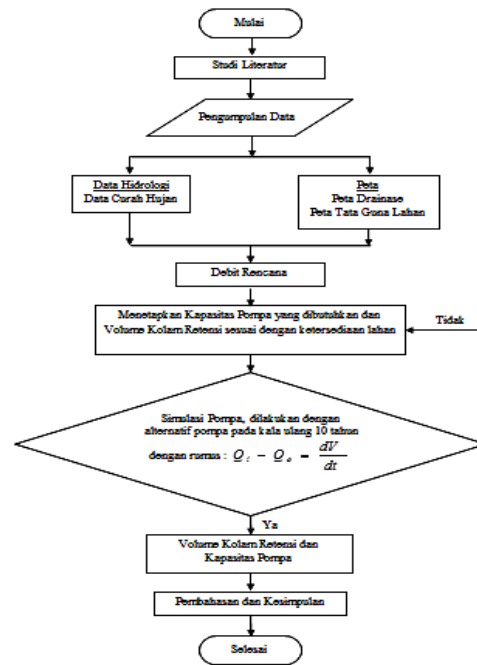 Mulai
Studi Literatur
Pengumpulan Data
Data Hidrologi
Data Curah Hujan
Peta
Peta Drainase
Peta Tata Guna Lahan
Debit Rencana
Menetapkan Kapasitas Pompa yang dibutuhkan dan
Volume Kolam Retensi sesuai dengan ketersediaan lahan
Tidak
Simulasi Pompa, dilakukan dengan
alternatif pompa pada kala ulang 10 tahun
dengan rumus : Q_i - Q_o = dV/dt
Ya
Volume Kolam Retensi dan
Kapasitas Pompa
Pembahasan dan Kesimpulan
Selesai